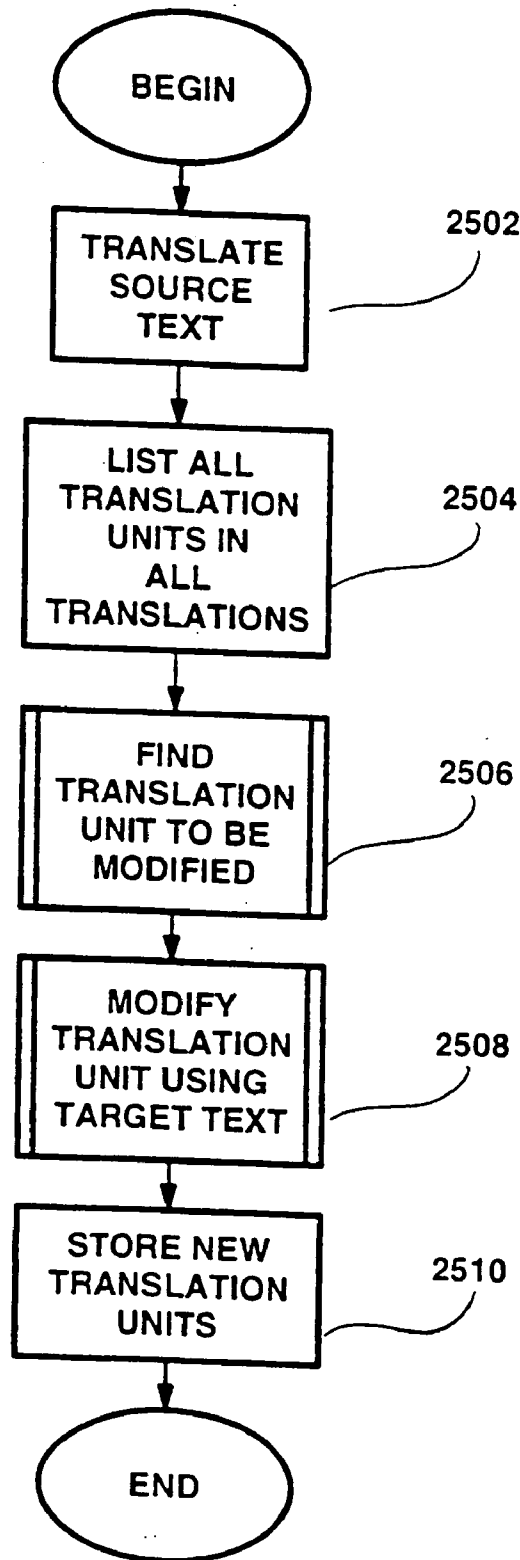 BEGIN
TRANSLATE
SOURCE
TEXT
2502
LIST ALL
TRANSLATION
UNITS IN
ALL
TRANSLATIONS
2504
FIND
TRANSLATION
UNIT TO BE
MODIFIED
2506
MODIFY
TRANSLATION
UNIT USING
TARGET TEXT
2508
STORE NEW
TRANSLATION
UNITS
2510
END